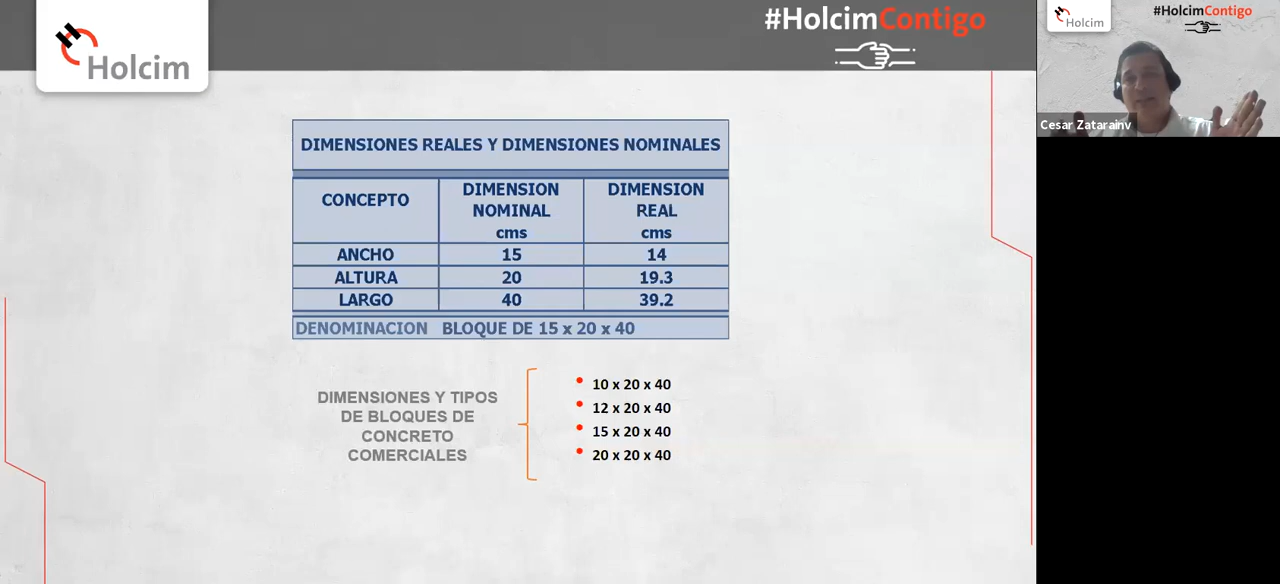 Holcim
#HolcimContigo
DIMENSIONES REALES Y DIMENSIONES NOMINALES
CONCEPTO DIMENSION NOMINAL cms DIMENSION REAL cms
ANCHO 15 14
ALTURA 20 19.3
LARGO 40 39.2
DENOMINACION BLOQUE DE 15 x 20 x 40
DIMENSIONES Y TIPOS
DE BLOQUES DE
CONCRETO
COMERCIALES
• 10 x 20 x 40
• 12 x 20 x 40
• 15 x 20 x 40
• 20 x 20 x 40
Holcim
#HolcimContigo
Cesar Zatarainv